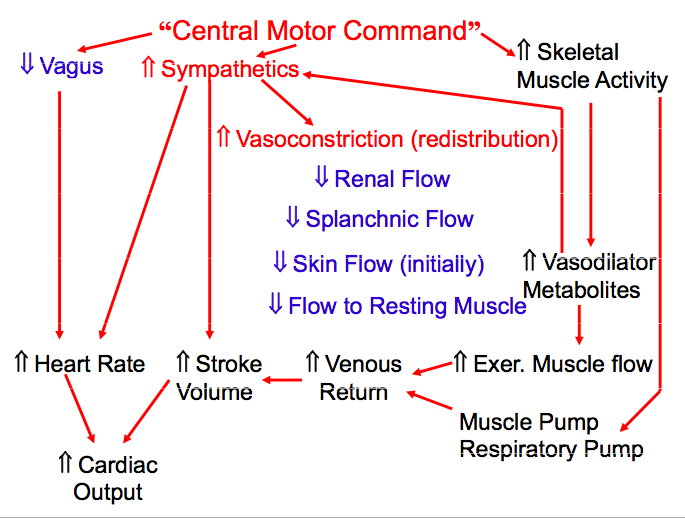 “Central Motor Command”
⇓ Vagus
⇑ Sympathetics
⇑ Skeletal
Muscle Activity
⇑ Vasoconstriction (redistribution)
⇓ Renal Flow
⇓ Splanchnic Flow
⇓ Skin Flow (initially)
⇓ Flow to Resting Muscle
⇑ Vasodilator
Metabolites
⇑ Heart Rate
⇑ Stroke
Volume
⇑ Venous
Return
⇑ Exer. Muscle flow
Muscle Pump
Respiratory Pump
⇑ Cardiac
Output